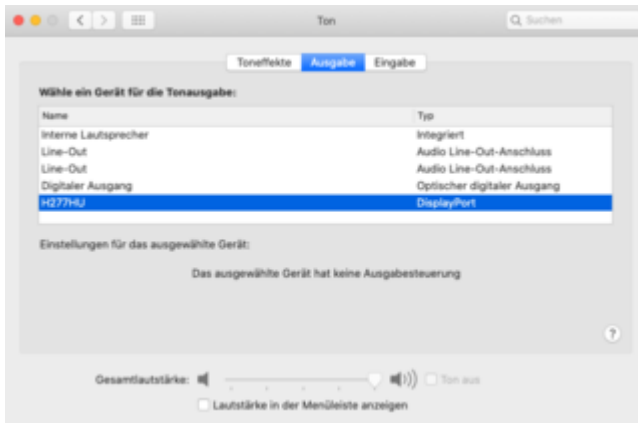 Ton
Suchen
Toneffekte Ausgabe Eingabe
Wähle ein Gerät für die Tonausgabe:
Name Typ
Interne Lautsprecher Integriert
Line-Out Audio Line-Out-Anschluss
Line-Out Audio Line-Out-Anschluss
Digitaler Ausgang Optischer digitaler Ausgang
H277HU DisplayPort
Einstellungen für das ausgewählte Gerät:
Das ausgewählte Gerät hat keine Ausgabesteuerung
?
Gesamtlautstärke: Ton aus
Lautstärke in der Menüleiste anzeigen